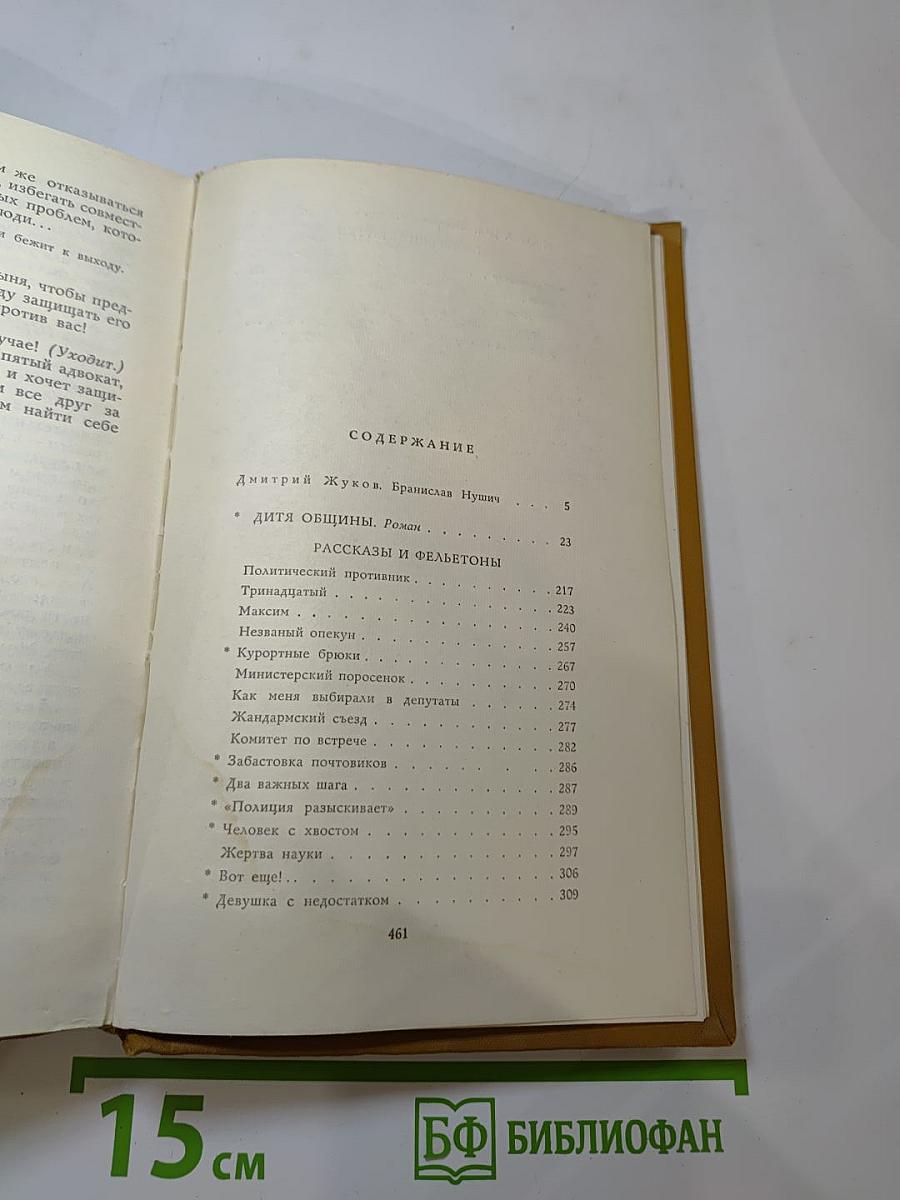 м же отказываться
избегать совмест-
ых проблем, кото-
люди...
и бежит к выходу.
ыня, чтобы пред-
ду защищать его
против вас!
учае! (Уходит.)
пятый адвокат,
и хочет защи-
и все друг за
м найти себе
СОДЕРЖАНИЕ
Дмитрий Жуков. Бранислав Нушич . . . 5
* ДИТЯ ОБЩИНЫ. Роман . . . . . . . . . 23
РАССКАЗЫ И ФЕЛЬЕТОНЫ
Политический противник . . . . . . . . . . 217
Тринадцатый . . . . . . . . . . . . . . . 223
Максим . . . . . . . . . . . . . . . . . 240
Незваный опекун . . . . . . . . . . . . . 257
* Курортные брюки . . . . . . . . . . . . . 267
Министерский поросенок . . . . . . . . . . 270
Как меня выбирали в депутаты . . . . . . 274
Жандармский съезд . . . . . . . . . . . . 277
Комитет по встрече . . . . . . . . . . . . 282
* Забастовка почтовиков . . . . . . . . 286
* Два важных шага . . . . . . . . . . . . . 287
* «Полиция разыскивает» . . . . . . . . . . 289
* Человек с хвостом . . . . . . . . . . . . 295
Жертва науки . . . . . . . . . . . . . . 297
* Вот еще!.. . . . . . . . . . . . . . . . . 306
* Девушка с недостатком . . . . . . . . . . 309
461
15 см
БФ БИБЛИОФАН